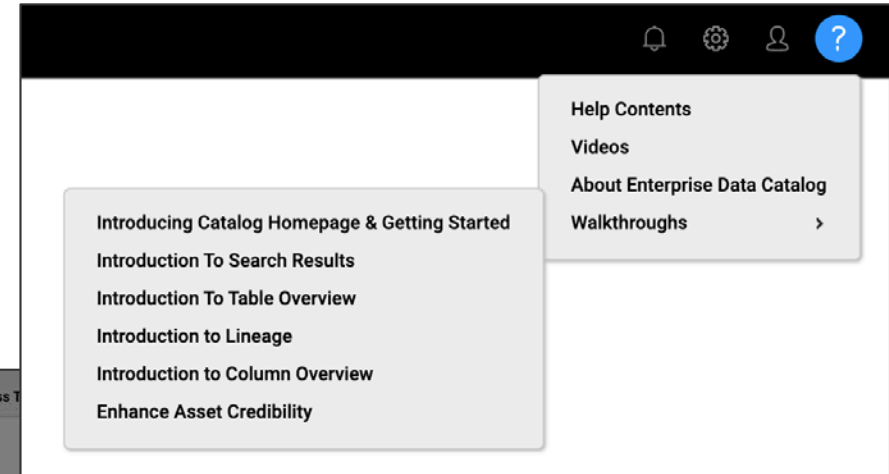 ?
Help Contents
Videos
About Enterprise Data Catalog
Walkthroughs >
Introducing Catalog Homepage & Getting Started
Introduction To Search Results
Introduction To Table Overview
Introduction to Lineage
Introduction to Column Overview
Enhance Asset Credibility